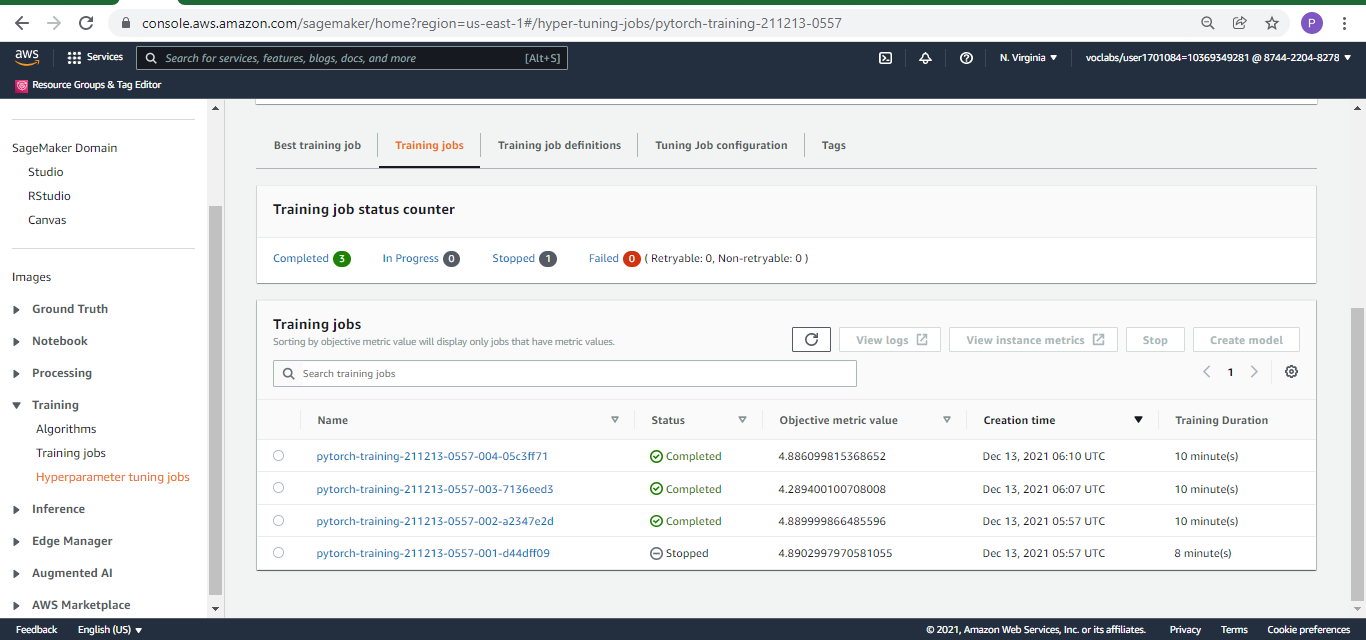 console.aws.amazon.com/sagemaker/home?region=us-east-1#/hyper-tuning-jobs/pytorch-training-211213-0557
P
aws
Services
Search for services, features, blogs, docs, and more
[Alt+S]
N. Virginia
voclabs/user1701084=10369349281 @ 8744-2204-8278
Resource Groups & Tag Editor
SageMaker Domain
Studio
RStudio
Canvas
Images
Ground Truth
Notebook
Processing
Training
Algorithms
Training jobs
Hyperparameter tuning jobs
Inference
Edge Manager
Augmented AI
AWS Marketplace
Best training job
Training jobs
Training job definitions
Tuning Job configuration
Tags
Training job status counter
Completed 3
In Progress 0
Stopped 1
Failed 0 ( Retryable: 0, Non-retryable: 0 )
Training jobs
Sorting by objective metric value will display only jobs that have metric values.
View logs
View instance metrics
Stop
Create model
Search training jobs
1
Name Status Objective metric value Creation time Training Duration
pytorch-training-211213-0557-004-05c3ff71 Completed 4.886099815368652 Dec 13, 2021 06:10 UTC 10 minute(s)
pytorch-training-211213-0557-003-7136eed3 Completed 4.289400100708008 Dec 13, 2021 06:07 UTC 10 minute(s)
pytorch-training-211213-0557-002-a2347e2d Completed 4.889999866485596 Dec 13, 2021 05:57 UTC 10 minute(s)
pytorch-training-211213-0557-001-d44dff09 Stopped 4.8902997970581055 Dec 13, 2021 05:57 UTC 8 minute(s)
Feedback English (US) © 2021, Amazon Web Services, Inc. or its affiliates. Privacy Terms Cookie preferences